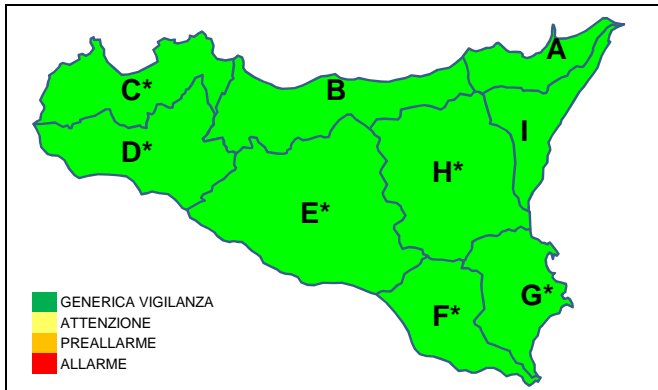 A
B
C*
I
D*
H*
E*
G*
F*
GENERICA VIGILANZA
ATTENZIONE
PREALLARME
ALLARME